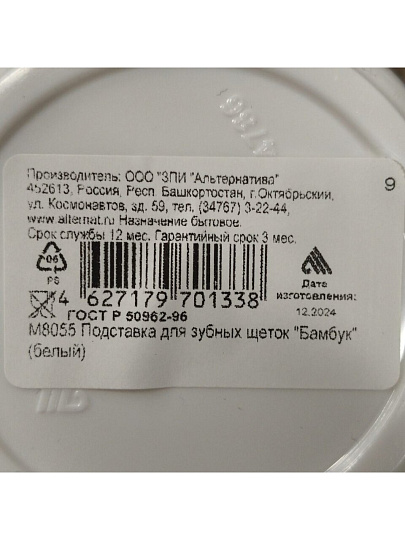 Производитель: ООО "ЗПИ "Альтернатива"
452613, Россия, Респ. Башкортостан, г.Октябрьский,
ул. Космонавтов, зд. 59, тел. (34767) 3-22-44,
www.alternat.ru Назначение бытовое.
Срок службы 12 мес. Гарантийный срок 3 мес.
9
06
PS
Дата
изготовления:
12.2024
4 627179 701338
ГОСТ Р 50962-96
М8055 Подставка для зубных щеток "Бамбук"
(белый)